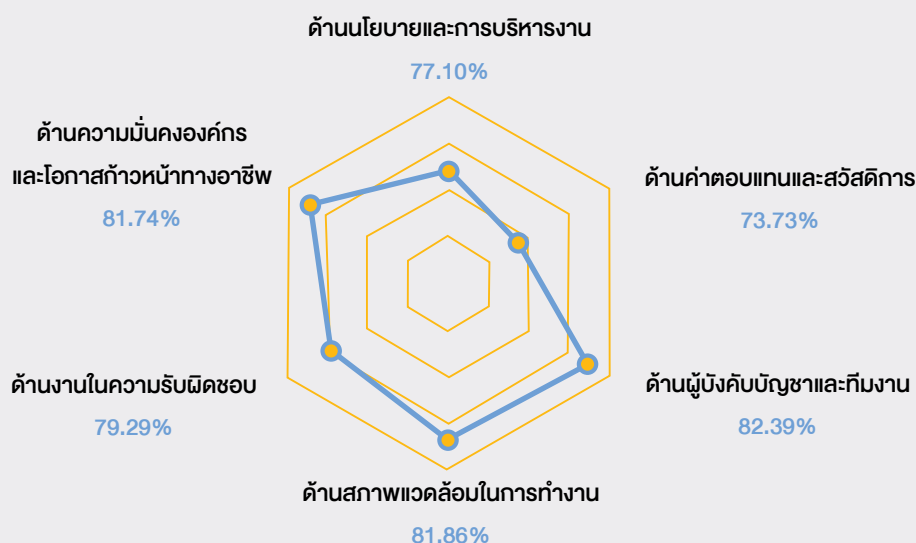 ด้านนโยบายและการบริหารงาน
77.10%
ด้านความมั่นคงองค์กร
และโอกาสก้าวหน้าทางอาชีพ
81.74%
ด้านค่าตอบแทนและสวัสดิการ
73.73%
ด้านงานในความรับผิดชอบ
79.29%
ด้านผู้บังคับบัญชาและทีมงาน
82.39%
ด้านสภาพแวดล้อมในการทำงาน
81.86%